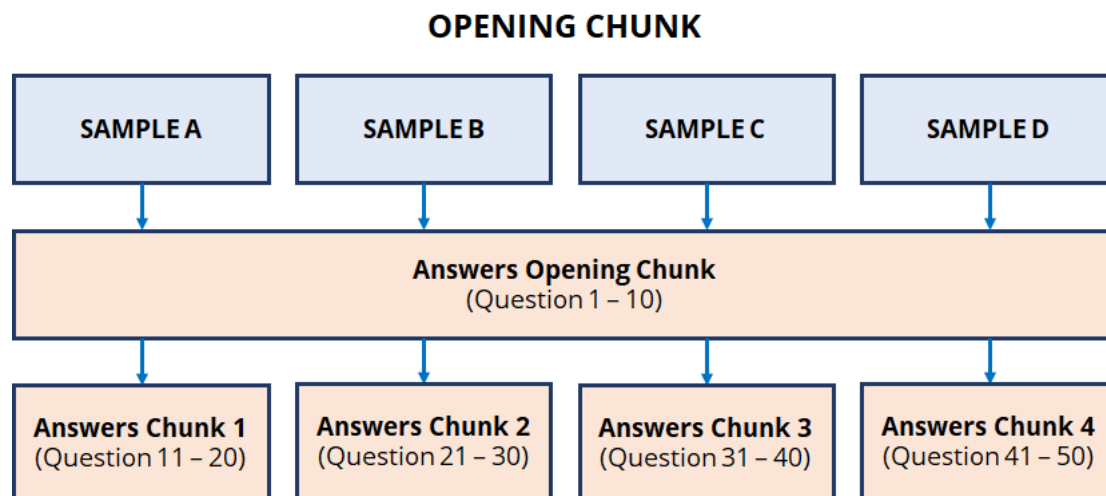 OPENING CHUNK
SAMPLE A
SAMPLE B
SAMPLE C
SAMPLE D
Answers Opening Chunk
(Question 1 – 10)
Answers Chunk 1
(Question 11 – 20)
Answers Chunk 2
(Question 21 – 30)
Answers Chunk 3
(Question 31 – 40)
Answers Chunk 4
(Question 41 – 50)